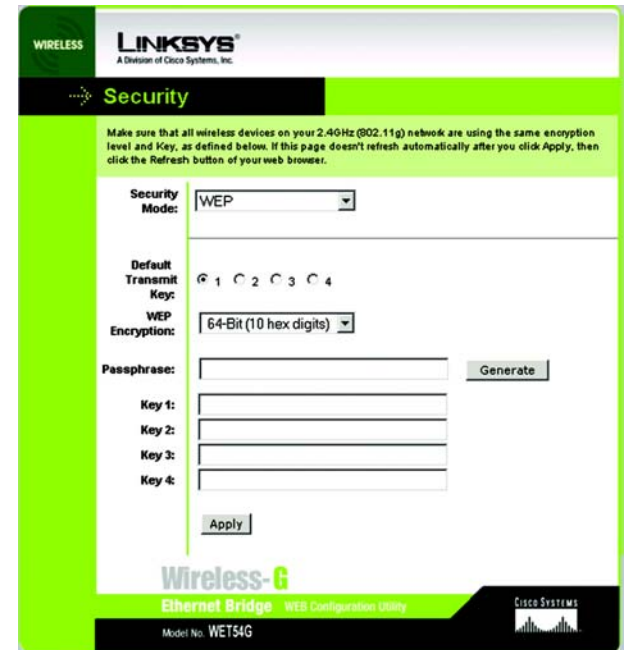 WIRELESS
LINKSYS®
A Division of Cisco Systems, Inc.
Security
Make sure that all wireless devices on your 2.4GHz (802.11g) network are using the same encryption
level and Key, as defined below. If this page doesn't refresh automatically after you click Apply, then
click the Refresh button of your web browser.
Security
Mode:
WEP
Default
Transmit
Key:
1 2 3 4
WEP
Encryption:
64-Bit (10 hex digits)
Passphrase:
Generate
Key 1:
Key 2:
Key 3:
Key 4:
Apply
Wireless-G
Ethernet Bridge WEB Configuration Utility
CISCO SYSTEMS
Model No. WET54G